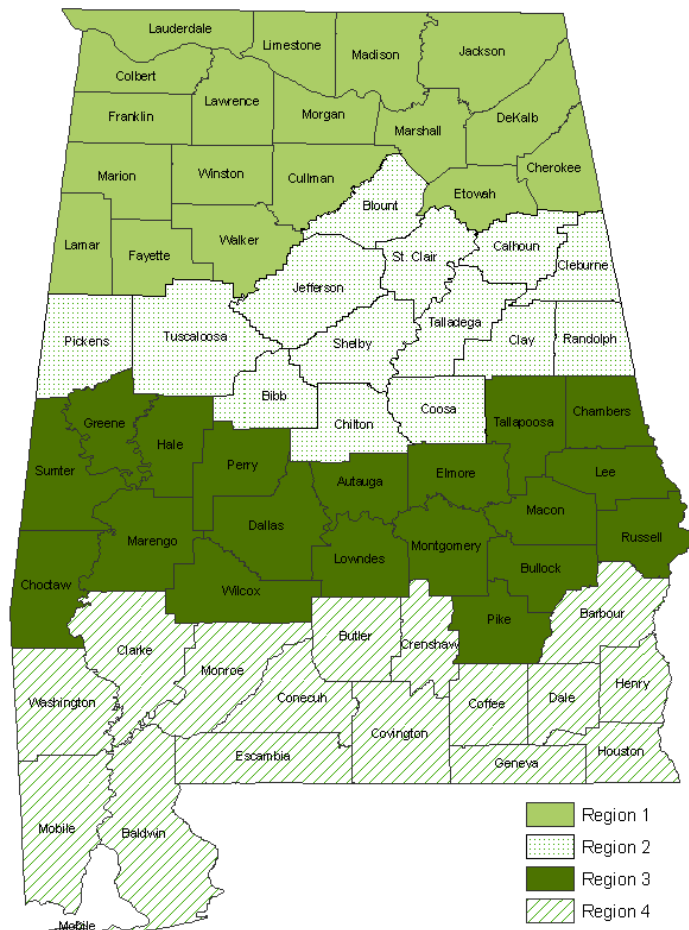 Lauderdale
Limestone
Madison
Jackson
Colbert
Lawrence
Franklin
Morgan
Marshall
DeKalb
Cherokee
Marion
Winston
Cullman
Etowah
Blount
Lamar
Fayette
Walker
St. Clair
Calhoun
Cleburne
Jefferson
Talladega
Pickens
Tuscaloosa
Shelby
Clay
Randolph
Bibb
Chilton
Coosa
Greene
Hale
Tallapoosa
Chambers
Sumter
Perry
Autauga
Elmore
Lee
Macon
Dallas
Marengo
Lowndes
Montgomery
Russell
Choctaw
Wilcox
Bullock
Pike
Barbour
Clarke
Butler
Crenshaw
Monroe
Washington
Conecuh
Coffee
Dale
Henry
Covington
Escambia
Geneva
Houston
Mobile
Baldwin
Mobile
Region 1
Region 2
Region 3
Region 4